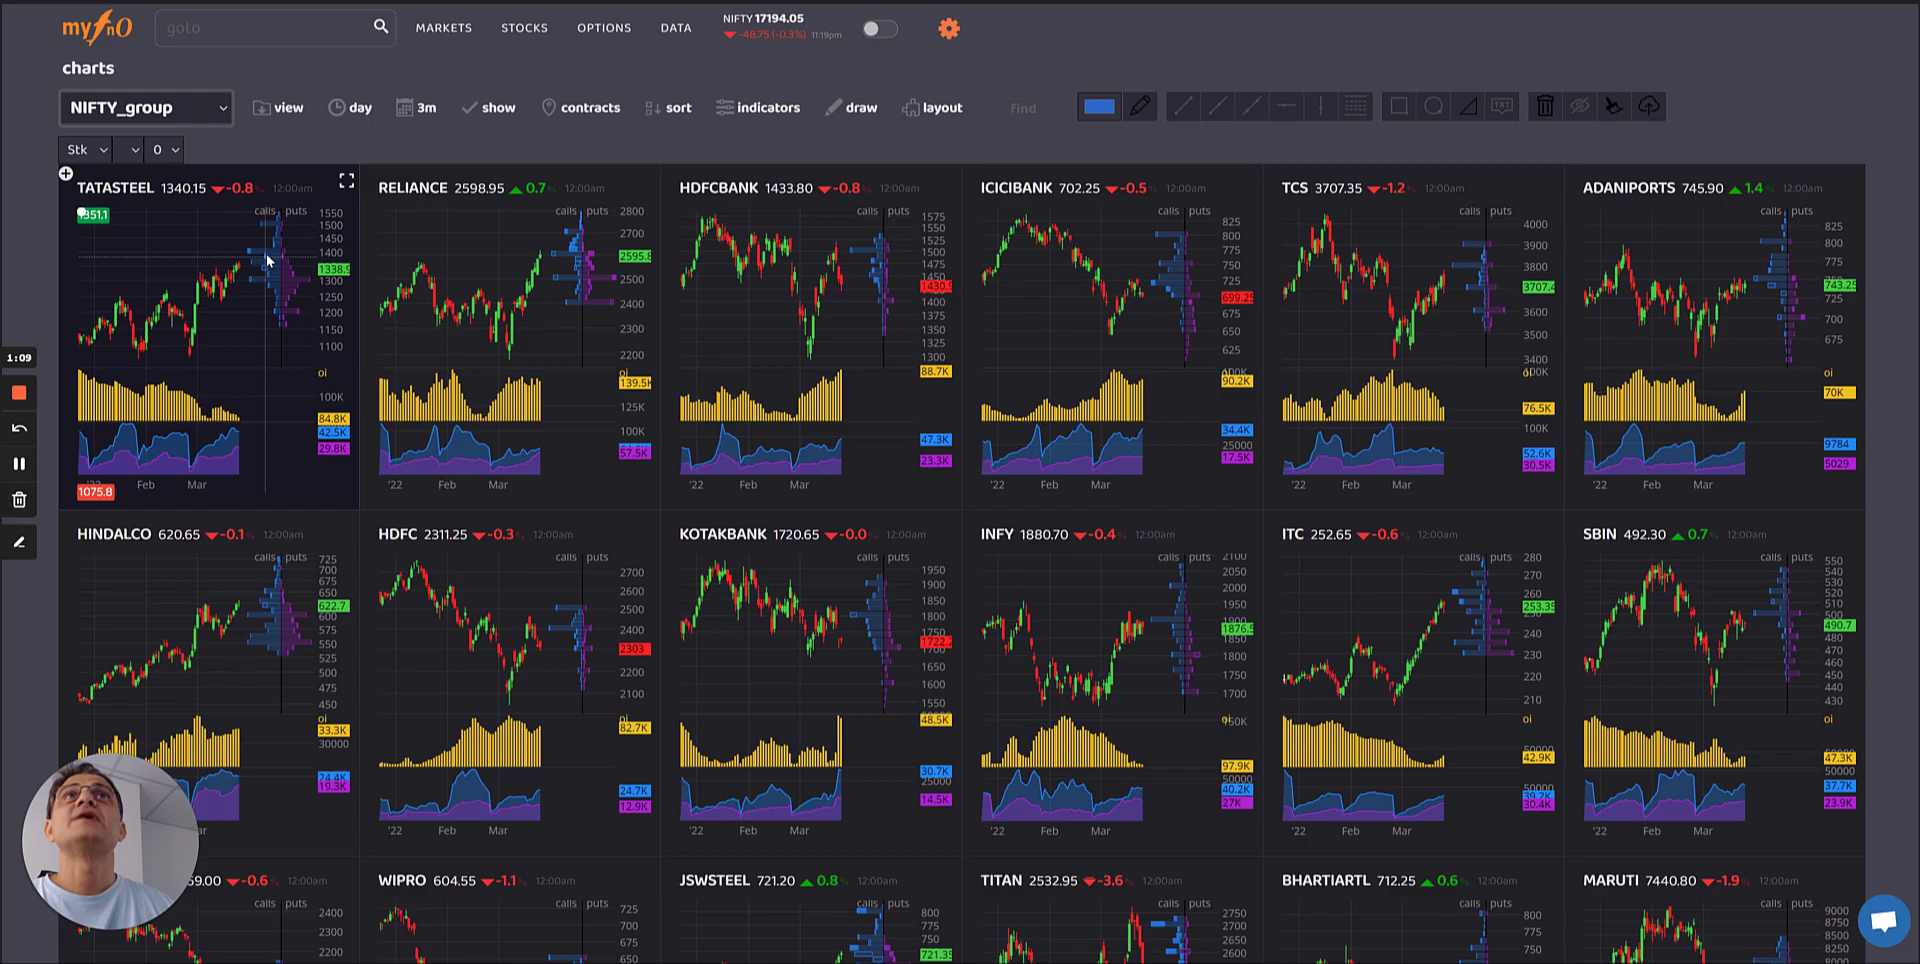 myfn0 goto MARKETS STOCKS OPTIONS DATA NIFTY 17194.05
-48.75 (-0.3%) 11:19pm
charts
NIFTY_group view day 3m show contracts sort indicators draw layout Find TXT
Stk 0
TATASTEEL 1340.15 -0.8% 12:00am
calls puts
351.1
1550
1500
1450
1400
1338.9
1300
1250
1200
1150
1100
oi
100K
84.8K
42.5K
29.8K
'22 Feb Mar
1075.8
RELIANCE 2598.95 0.7% 12:00am
calls puts
2800
2700
2595.8
2500
2400
2300
2200
139.5K
125K
100K
57.5K
'22 Feb Mar
HDFCBANK 1433.80 -0.8% 12:00am
calls puts
1575
1550
1525
1500
1475
1450
1430.
1400
1375
1350
1325
1300
88.7K
47.3K
23.3K
'22 Feb Mar
ICICIBANK 702.25 -0.5% 12:00am
calls puts
825
800
775
750
725
699.25
675
650
625
90.2K
34.4K
25000
17.5K
'22 Feb Mar
TCS 3707.35 -1.2% 12:00am
calls puts
4000
3900
3800
3707.4
3600
3500
3400
76.5K
100K
52.6K
30.5K
'22 Feb Mar
ADANIPORTS 745.90 1.4% 12:00am
calls puts
825
800
775
743.25
725
700
675
oi
70K
9784
5029
'22 Feb Mar
1:09
HINDALCO 620.65 -0.1% 12:00am
calls puts
725
700
675
650
622.7
600
575
550
525
500
475
450
oi
33.3K
30000
24.4K
19.3K
ar
HDFC 2311.25 -0.3% 12:00am
calls puts
2700
2600
2500
2400
2303
2200
2100
oi
82.7K
24.7K
12.9K
'22 Feb Mar
KOTAKBANK 1720.65 -0.0% 12:00am
calls puts
1950
1900
1850
1800
1750
1722.
1700
1650
1600
1550
48.5K
30.7K
25000
14.5K
'22 Feb Mar
INFY 1880.70 -0.4% 12:00am
calls puts
2100
2050
2000
1950
1900
1876.5
1850
1800
1750
1700
oi
97.9K
50000
40.2K
27K
'22 Feb Mar
ITC 252.65 -0.6% 12:00am
calls puts
280
270
260
253.35
240
230
220
210
oi
50000
42.9K
50000
39.2K
30.4K
'22 Feb Mar
SBIN 492.30 0.7% 12:00am
calls puts
550
540
530
520
510
500
490.7
480
470
460
450
440
430
oi
47.3K
50000
37.7K
23.9K
'22 Feb Mar
59.00 -0.6% 12:00am
calls puts
2400
2300
2200
WIPRO 604.55 -1.1% 12:00am
calls puts
725
700
675
650
JSWSTEEL 721.20 0.8% 12:00am
calls puts
800
775
750
721.35
TITAN 2532.95 -3.6% 12:00am
calls puts
2750
2700
2650
2600
BHARTIARTL 712.25 0.6% 12:00am
calls puts
800
775
750
MARUTI 7440.80 -1.9% 12:00am
calls puts
9000
8750
8500
8250
8000